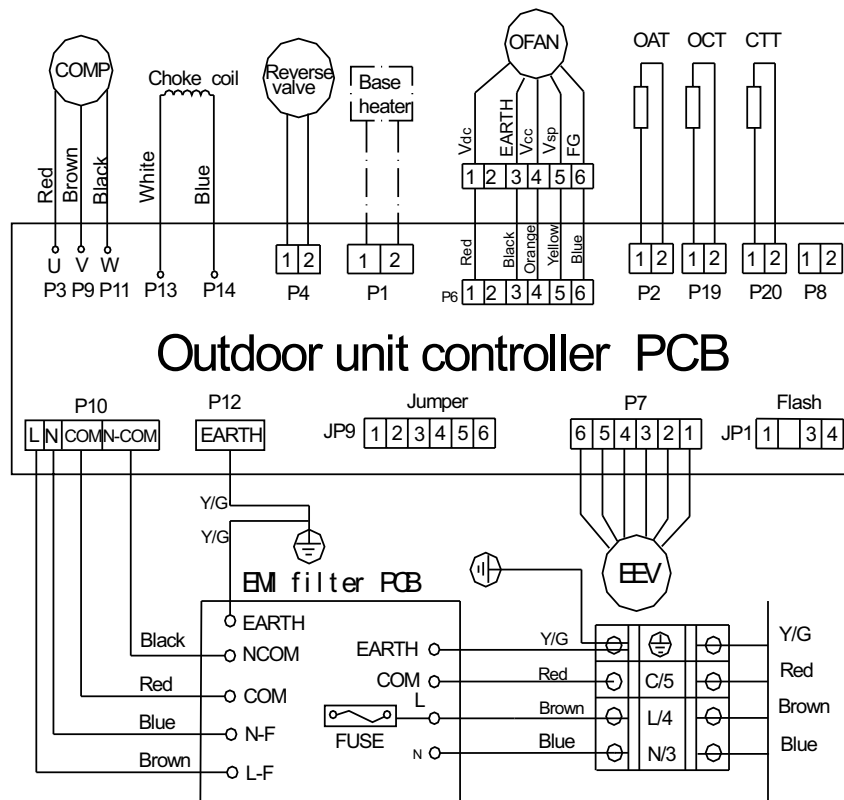 OFAN
OAT OCT CTT
COMP
Choke coil
Reverse
valve
Base
heater
Vdc
EARTH
Vcc
Vsp
FG
1 2 3 4 5 6
Red
Brown
Black
White
Blue
Red
Black
Orange
Yellow
Blue
U V W
P3 P9 P11 P13 P14
1 2
P4
1 2
P1
P6 1 2 3 4 5 6
1 2
P2
1 2
P19
1 2
P20
1 2
P8
Outdoor unit controller PCB
P10
L N COM N-COM
P12
EARTH
Jumper
JP9 1 2 3 4 5 6
P7
6 5 4 3 2 1
Flash
JP1 1 3 4
Y/G
Y/G
EEV
EMI filter PCB
EARTH
Black NCOM
Red COM
Blue N-F
Brown L-F
EARTH Y/G Y/G
COM Red C/5 Red
L Brown L/4 Brown
FUSE
N Blue N/3 Blue